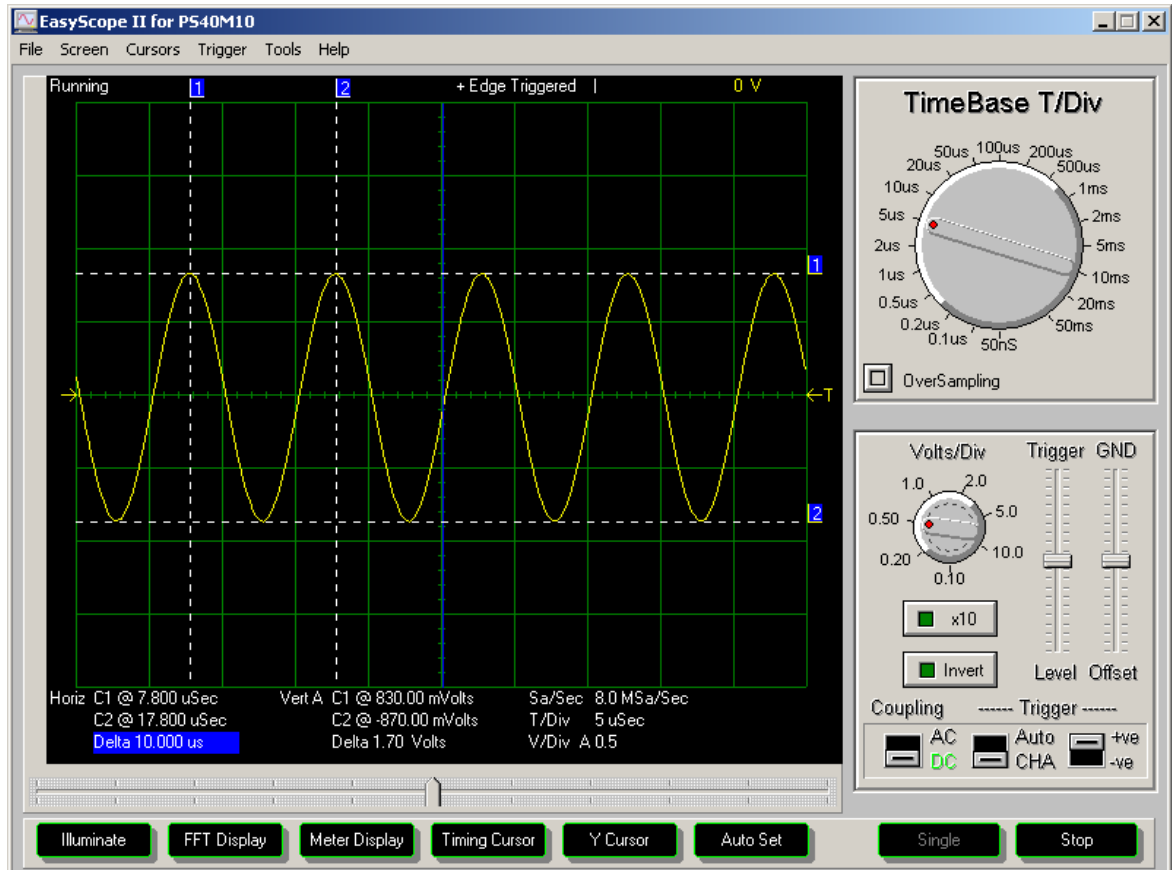 EasyScope II for PS40M10
File Screen Cursors Trigger Tools Help
Running 1 2 + Edge Triggered | 0 V
1
T
2
Horiz C1 @ 7.800 uSec Vert A C1 @ 830.00 mVolts Sa/Sec 8.0 MSa/Sec
C2 @ 17.800 uSec C2 @ -870.00 mVolts T/Div 5 uSec
Delta 10.000 us Delta 1.70 Volts V/Div A 0.5
TimeBase T/Div
50us 100us 200us
20us 500us
10us 1ms
5us 2ms
2us 5ms
1us 10ms
0.5us 20ms
0.2us 50ms
0.1us 50nS
OverSampling
Volts/Div Trigger GND
1.0 2.0
0.50 5.0
0.20 10.0
0.10
x10
Invert Level Offset
Coupling ------ Trigger ------
AC Auto +ve
DC CHA -ve
Illuminate FFT Display Meter Display Timing Cursor Y Cursor Auto Set Single Stop